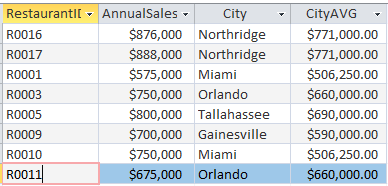 RestaurantID AnnualSales City CityAVG
R0016 $876,000 Northridge $771,000.00
R0017 $888,000 Northridge $771,000.00
R0001 $575,000 Miami $506,250.00
R0003 $750,000 Orlando $660,000.00
R0005 $800,000 Tallahassee $690,000.00
R0009 $700,000 Gainesville $590,000.00
R0010 $750,000 Miami $506,250.00
R0011 $675,000 Orlando $660,000.00